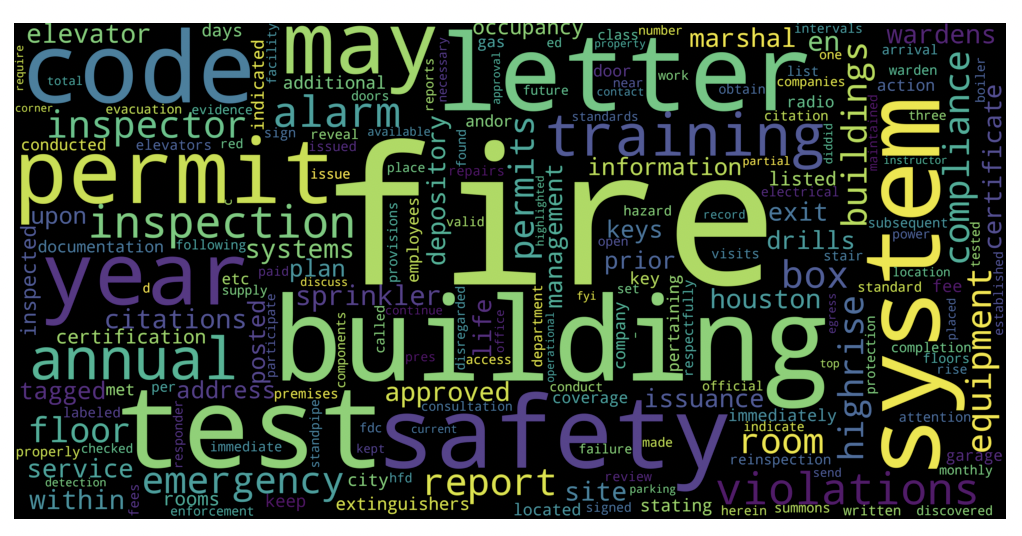 elevator
days
require
code
may
letter
occupancy
class
number
intervals
property
en
wardens
gas
ed
marshal
additional
indicated
facility
reports
necessary
approval
future
door
near
contact
work
list
one
companies
obtain
radio
arrival
warden
action
total
corner
evacuation
evidence
alarm
doors
sign
reveal
available
standards
citation
three
boiler
inspector
conducted
elevators
red
issued
andor
found
training
diddid
buildings
maintained
compliance
certificate
permit
issue
place
repairs
depository
permits
information
partial
listed
instructor
electrical
fire
system
upon
inspection
employees
valid
highlighted
management
hazard
record
keys
exit
subsequent
documentation
following
systems
provisions
open
visits
stair
drills
power
tested
inspected
year
etc
plan
discuss
key
prior
box
location
established
d
paid
supply
sprinkler
continue
set
fyi
pertaining
respectfully
houston
standard
fee
citations
posted
participate
called
disregarded
life
office
department
company
egress
highrise
placed
equipment
certification
building
components
pres
access
operational
top
protection
completion
floors
rise
annual
tagged
met
per
address
premises
approved
conduct
coverage
official
issuance
immediately
attention
labeled
test
safety
consultation
indicate
floor
responder
standpipe
fdc
current
room
garage
properly
checked
immediate
kept
failure
made
reinspection
monthly
service
detection
emergency
city
hfd
report
site
review
parking
send
violations
within
fees
rooms
enforcement
keep
extinguishers
located
signed
stating
herein
summons
written
discovered